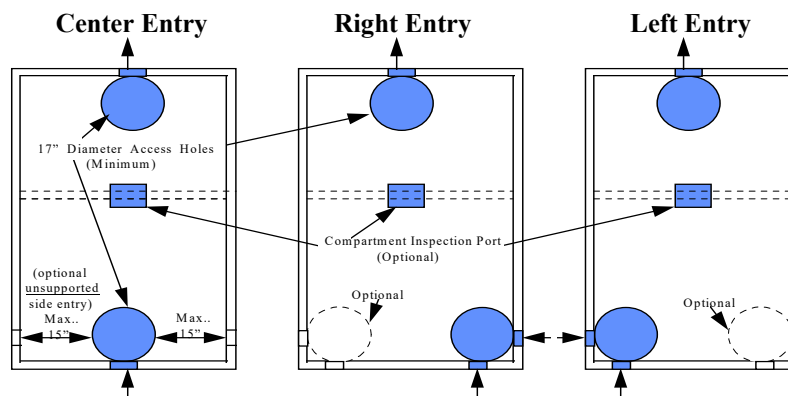 Center Entry
Right Entry
Left Entry
17” Diameter Access Holes
(Minimum)
Compartment Inspection Port
(Optional)
(optional
unsupported
side entry)
Max..
15”
Max..
15”
Optional
Optional